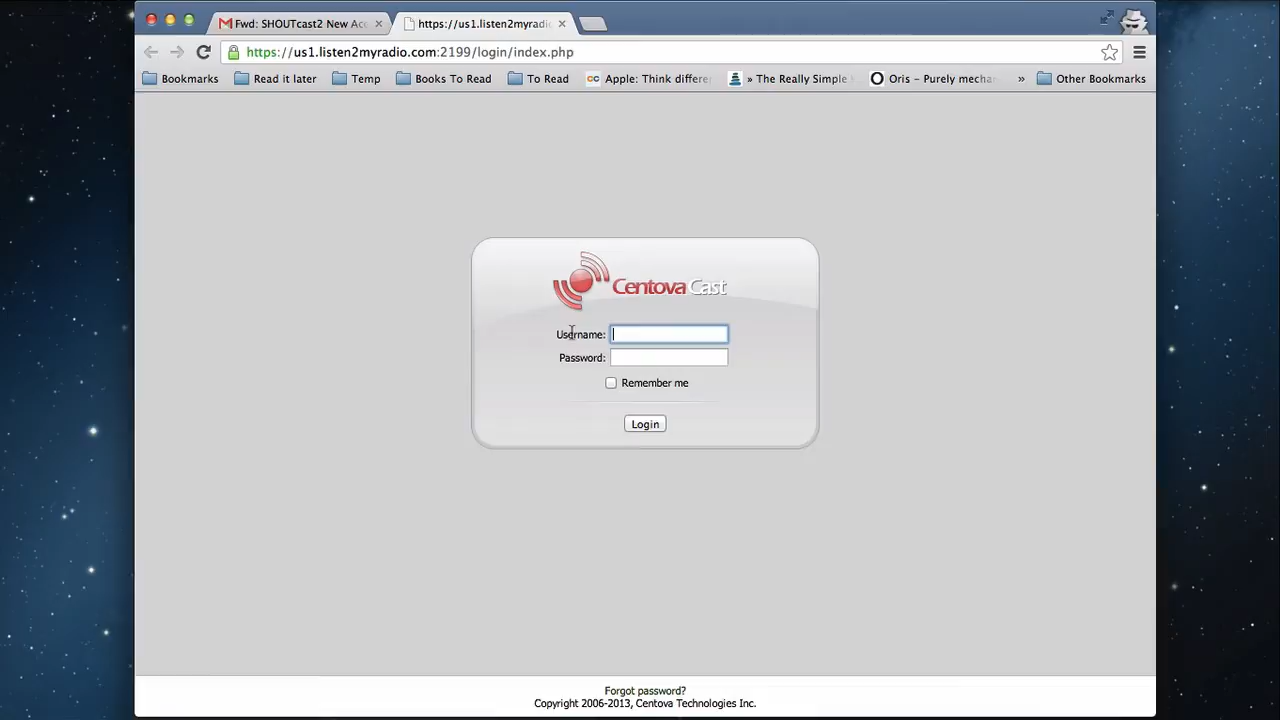 Fwd: SHOUTcast2 New Acc
https://us1.listen2myradio
https://us1.listen2myradio.com:2199/login/index.php
Bookmarks
Read it later
Temp
Books To Read
To Read
CC
Apple: Think differe
» The Really Simple
Oris – Purely mecha
»
Other Bookmarks
Centova Cast
Username:
Password:
Remember me
Login
Forgot password?
Copyright 2006-2013, Centova Technologies Inc.